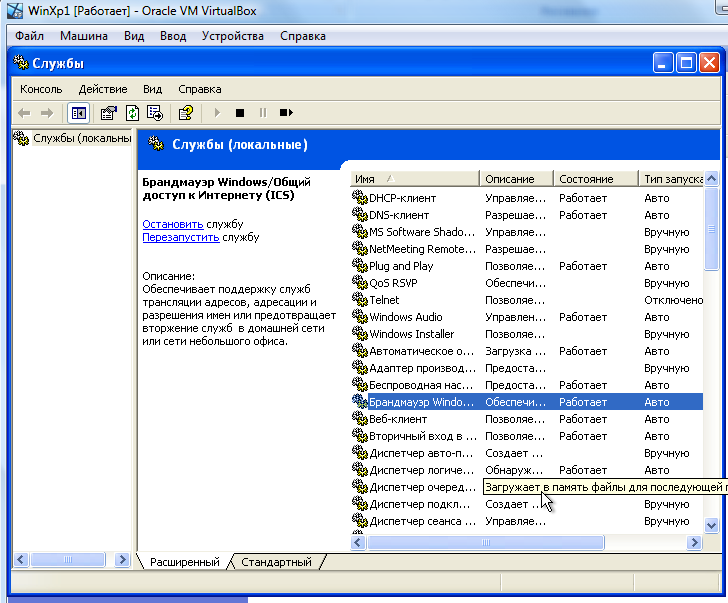 WinXp1 [Работает] - Oracle VM VirtualBox
Файл Машина Вид Ввод Устройства Справка
Службы
Консоль Действие Вид Справка
Службы (локальны
Службы (локальные)
Брандмауэр Windows/Общий
доступ к Интернету (ICS)
Остановить службу
Перезапустить службу
Описание:
Обеспечивает поддержку служб
трансляции адресов, адресации и
разрешения имен или предотвращает
вторжение служб в домашней сети
или сети небольшого офиса.
Имя Описание Состояние Тип запуска
DHCP-клиент Управляе... Работает Авто
DNS-клиент Разрешае... Работает Авто
MS Software Shado... Управляе... Вручную
NetMeeting Remote... Разрешае... Вручную
Plug and Play Позволяе... Работает Авто
QoS RSVP Обеспечи... Вручную
Telnet Позволяе... Отключено
Windows Audio Управлен... Работает Авто
Windows Installer Позволяе... Вручную
Автоматическое о... Загрузка ... Работает Авто
Адаптер производ... Предоста... Вручную
Беспроводная нас... Предоста... Работает Авто
Брандмауэр Windo... Обеспечи... Работает Авто
Веб-клиент Позволяе... Работает Авто
Вторичный вход в ... Позволяе... Работает Авто
Диспетчер авто-п... Создает ... Вручную
Диспетчер логиче... Обнаруж... Работает Авто
Диспетчер очеред... Загружает в память файлы для последующей п
Диспетчер подкл... Создает ... Вручную
Диспетчер сеанса ... Управляе... Вручную
Расширенный Стандартный